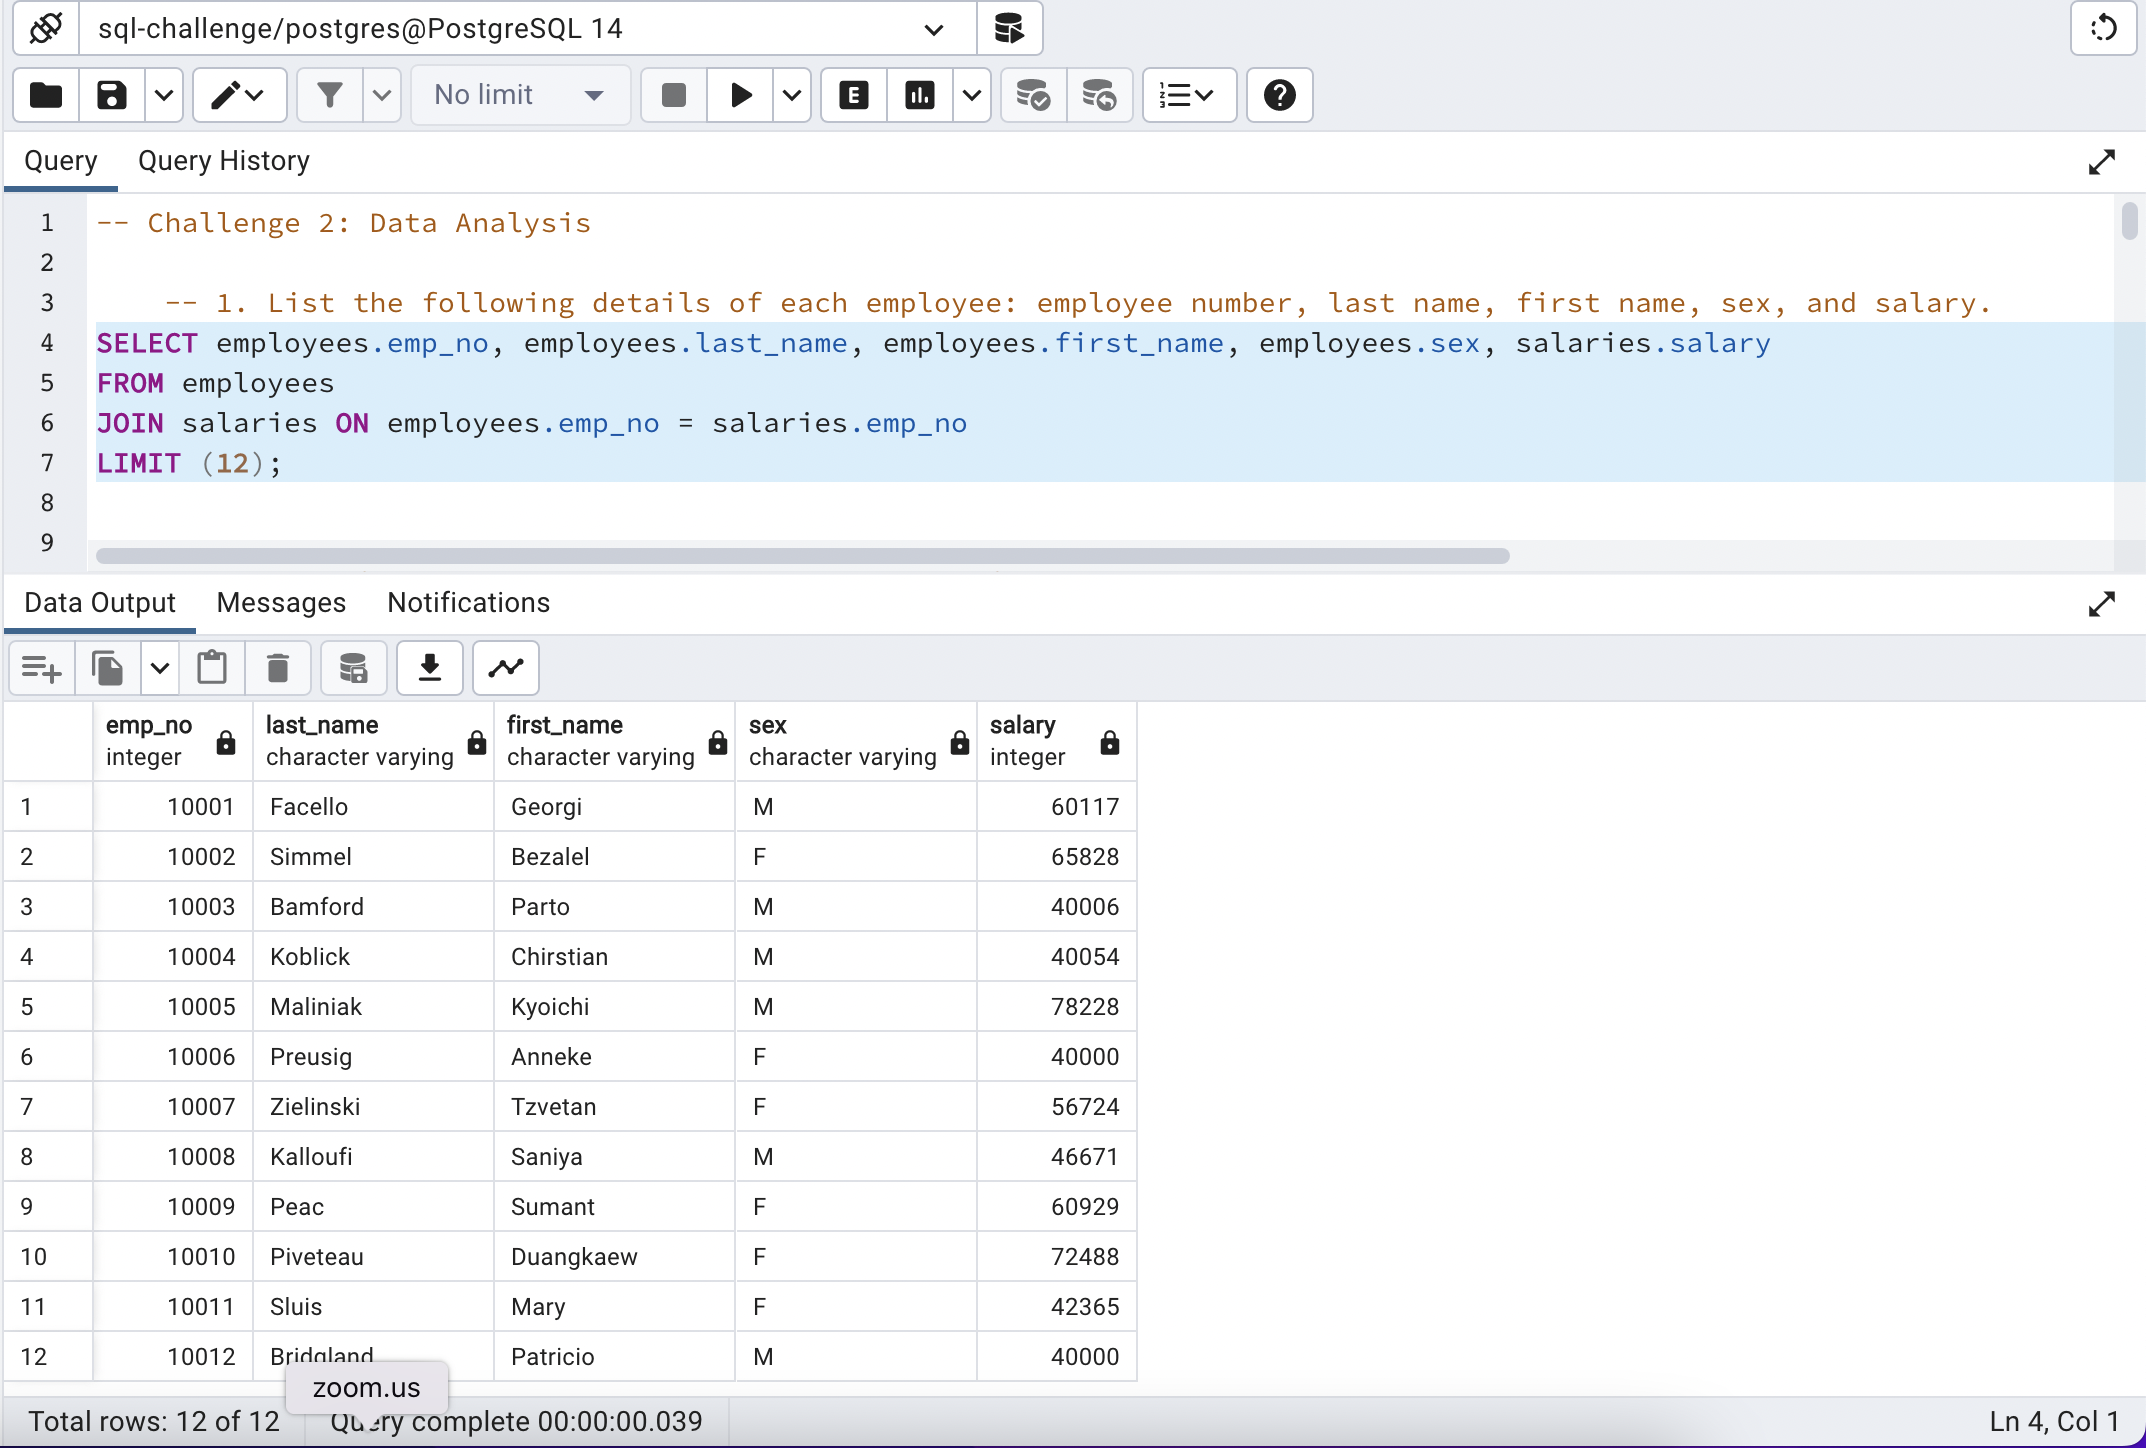 sql-challenge/postgres@PostgreSQL 14
No limit
Query Query History
1 -- Challenge 2: Data Analysis
2
3 -- 1. List the following details of each employee: employee number, last name, first name, sex, and salary.
4 SELECT employees.emp_no, employees.last_name, employees.first_name, employees.sex, salaries.salary
5 FROM employees
6 JOIN salaries ON employees.emp_no = salaries.emp_no
7 LIMIT (12);
8
9
Data Output Messages Notifications
emp_no last_name first_name sex salary
integer character varying character varying character varying integer
1 10001 Facello Georgi M 60117
2 10002 Simmel Bezalel F 65828
3 10003 Bamford Parto M 40006
4 10004 Koblick Chirstian M 40054
5 10005 Maliniak Kyoichi M 78228
6 10006 Preusig Anneke F 40000
7 10007 Zielinski Tzvetan F 56724
8 10008 Kalloufi Saniya M 46671
9 10009 Peac Sumant F 60929
10 10010 Piveteau Duangkaew F 72488
11 10011 Sluis Mary F 42365
12 10012 Bridgland Patricio M 40000
zoom.us
Total rows: 12 of 12 Query complete 00:00:00.039 Ln 4, Col 1